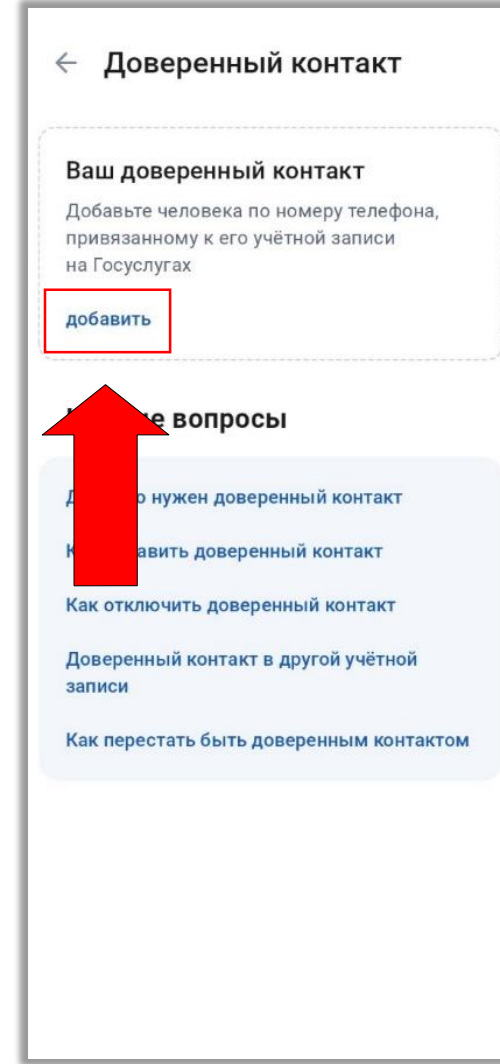 Доверенный контакт
Ваш доверенный контакт
Добавьте человека по номеру телефона,
привязанному к его учётной записи
на Госуслугах
добавить
вопросы
нужен доверенный контакт
доверенный контакт
Как отключить доверенный контакт
Доверенный контакт в другой учётной
записи
Как перестать быть доверенным контактом